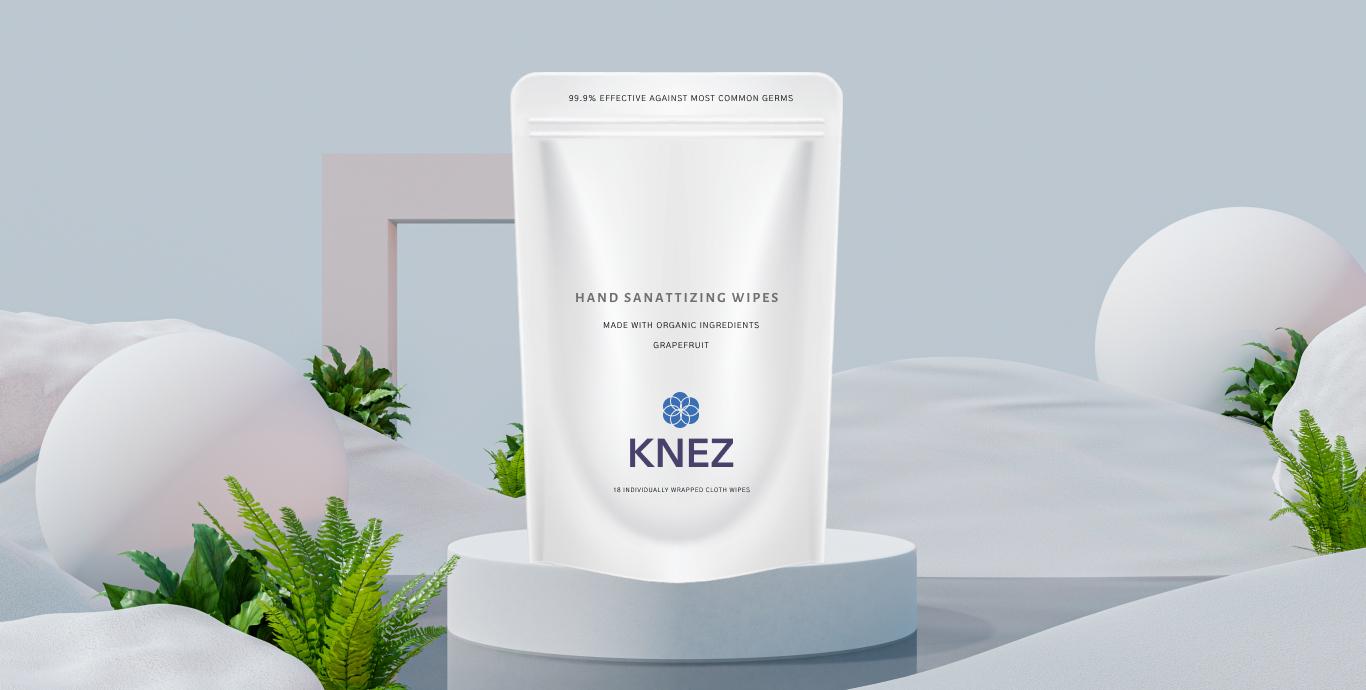 99.9% EFFECTIVE AGAINST MOST COMMON GERMS
HAND SANATTIZING WIPES
MADE WITH ORGANIC INGREDIENTS
GRAPEFRUIT
KNEZ
18 INDIVIDUALLY WRAPPED CLOTH WIPES